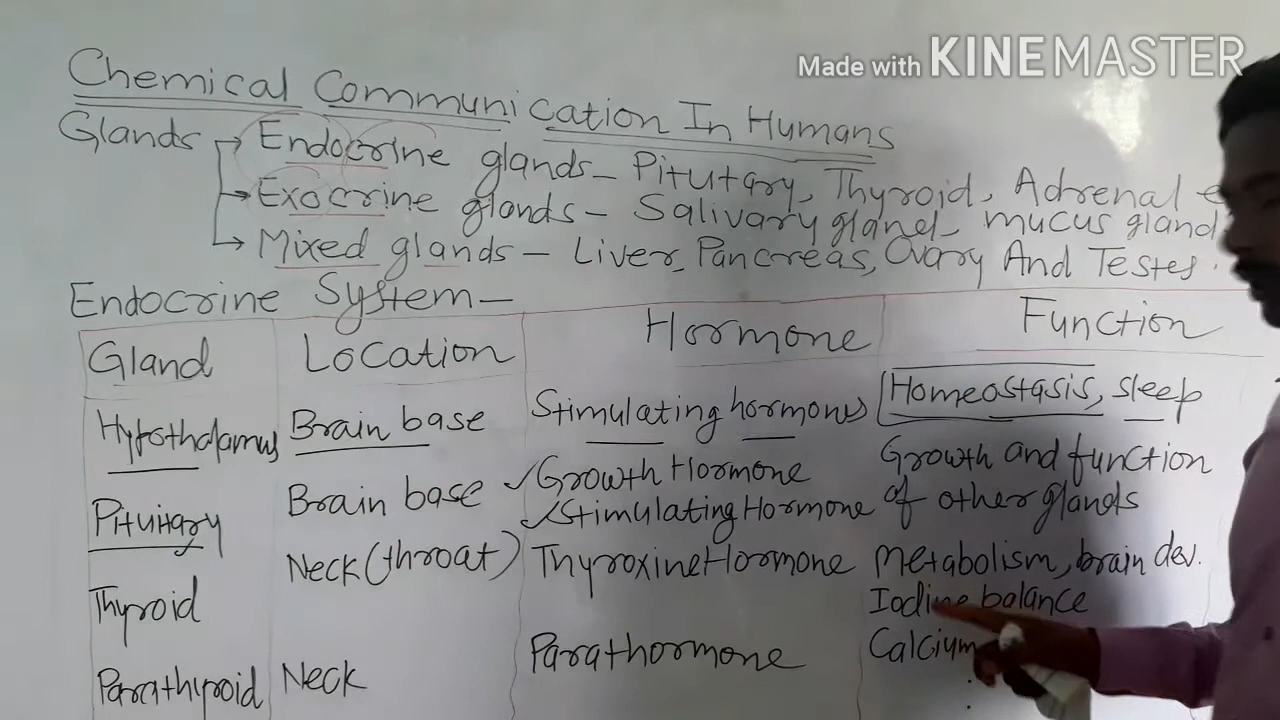 Made with KINEMASTER
Chemical Communication In Humans
Glands → Endocrine glands - Pitutary, Thyroid, Adrenal
→ Exocrine glands - Salivary gland, mucus gland
→ Mixed glands - Liver, Pancreas, Ovary And Testes.
Endocrine System -
Gland Location Hormone Function
Hypothalamus Brain base Stimulating hormones Homeostasis, sleep
Pituitary Brain base ✓Growth Hormone Growth and function
✓Stimulating Hormone of other glands
Thyroid Neck (throat) Thyroxine Hormone Metabolism, brain dev.
Iodine balance
Parathyroid Neck Parathormone Calcium